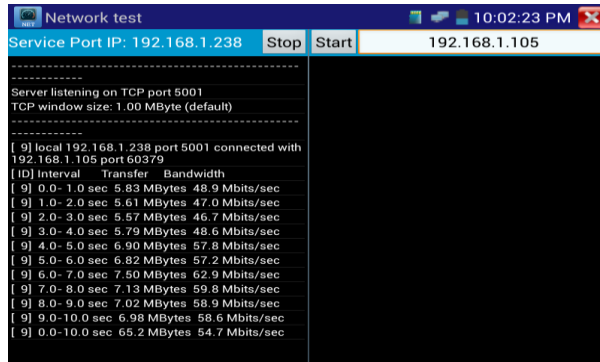 NET
Network test
10:02:23 PM
Service Port IP: 192.168.1.238
Stop
Start
192.168.1.105
------------------------------------------------
------------
Server listening on TCP port 5001
TCP window size: 1.00 MByte (default)
------------------------------------------------
------------
[ 9] local 192.168.1.238 port 5001 connected with
192.168.1.105 port 60379
[ ID] Interval Transfer Bandwidth
[ 9] 0.0- 1.0 sec 5.83 MBytes 48.9 Mbits/sec
[ 9] 1.0- 2.0 sec 5.61 MBytes 47.0 Mbits/sec
[ 9] 2.0- 3.0 sec 5.57 MBytes 46.7 Mbits/sec
[ 9] 3.0- 4.0 sec 5.79 MBytes 48.6 Mbits/sec
[ 9] 4.0- 5.0 sec 6.90 MBytes 57.8 Mbits/sec
[ 9] 5.0- 6.0 sec 6.82 MBytes 57.2 Mbits/sec
[ 9] 6.0- 7.0 sec 7.50 MBytes 62.9 Mbits/sec
[ 9] 7.0- 8.0 sec 7.13 MBytes 59.8 Mbits/sec
[ 9] 8.0- 9.0 sec 7.02 MBytes 58.9 Mbits/sec
[ 9] 9.0-10.0 sec 6.98 MBytes 58.6 Mbits/sec
[ 9] 0.0-10.0 sec 65.2 MBytes 54.7 Mbits/sec